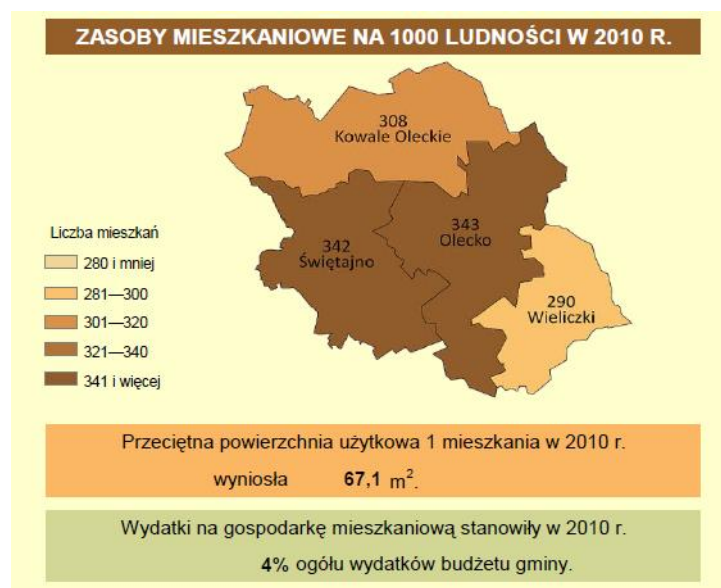 ZASOBY MIESZKANIOWE NA 1000 LUDNOŚCI W 2010 R.
308
Kowale Oleckie
343
Olecko
342
Świętajno
290
Wieliczki
Liczba mieszkań
280 i mniej
281—300
301—320
321—340
341 i więcej
Przeciętna powierzchnia użytkowa 1 mieszkania w 2010 r.
wyniosła 67,1 m².
Wydatki na gospodarkę mieszkaniową stanowiły w 2010 r.
4% ogółu wydatków budżetu gminy.